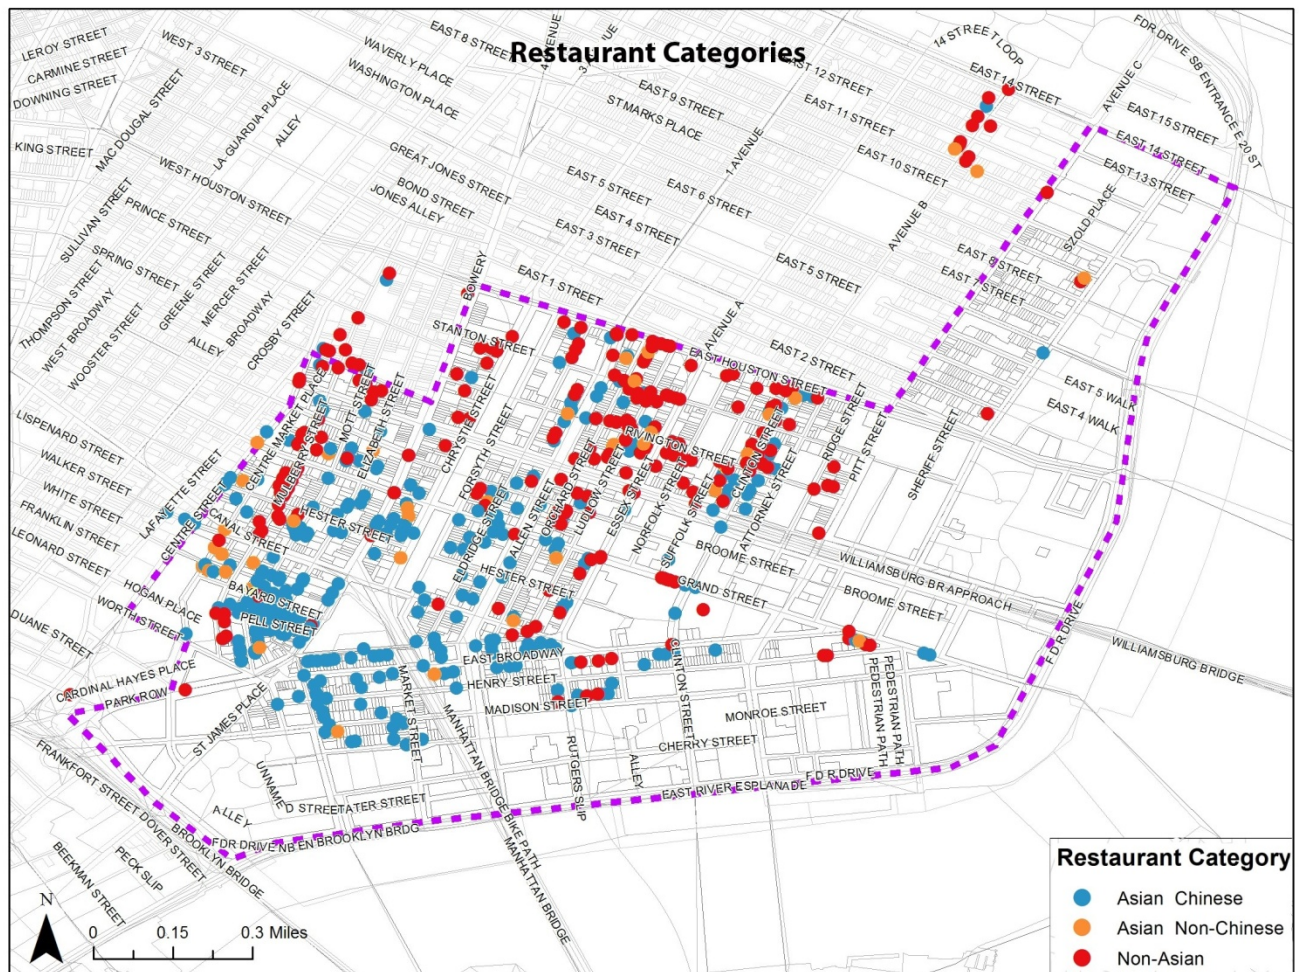 Restaurant Categories
LEROY STREET
CARMINE STREET
DOWNING STREET
KING STREET
WEST 3 STREET
MAC DOUGAL STREET
LA-GUARDIA-PLACE
ALLEY
WAVERLY PLACE
WASHINGTON PLACE
EAST 8 STREET
4 AVENUE
EAST 9 STREET
ST MARKS PLACE
EAST 12 STREET
EAST 11 STREET
EAST 10 STREET
14 STREET LOOP
EAST 14 STREET
AVENUE C
FDR DRIVE SB ENTRANCE E 20 ST
EAST 15 STREET
EAST 14 STREET
EAST 13 STREET
SZOLD PLACE
1 AVENUE
AVENUE B
GREAT JONES STREET
BOND STREET
JONES ALLEY
WEST HOUSTON STREET
PRINCE STREET
SPRING STREET
SULLIVAN STREET
THOMPSON STREET
WEST BROADWAY
WOOSTER STREET
GREENE STREET
MERCER STREET
BROADWAY
ALLEY
CROSBY STREET
EAST 5 STREET
EAST 6 STREET
EAST 4 STREET
EAST 3 STREET
EAST 5 STREET
EAST 8 STREET
EAST 7 STREET
BOWERY
EAST 1 STREET
STANTON STREET
AVENUE A
EAST 2 STREET
EAST HOUSTON STREET
EAST 5 WALK
EAST 4 WALK
LISPENARD STREET
WALKER STREET
WHITE STREET
FRANKLIN STREET
LEONARD STREET
LAFAYETTE STREET
CENTRE STREET
CENTRE MARKET PLACE
MULBERRY STREET
MOTT STREET
ELIZABETH STREET
CHRYSTIE STREET
FORSYTH STREET
ELDRIDGE STREET
ALLEN STREET
ORCHARD STREET
LUDLOW STREET
ESSEX STREET
NORFOLK STREET
SUFFOLK STREET
CLINTON STREET
ATTORNEY STREET
RIDGE STREET
PITT STREET
SHERIFF STREET
RIVINGTON STREET
CANAL STREET
HESTER STREET
HESTER STREET
BROOME STREET
GRAND STREET
BROOME STREET
WILLIAMSBURG BR APPROACH
WILLIAMSBURG BRIDGE
F D R DRIVE
HOGAN PLACE
WORTH STREET
DUANE STREET
BAYARD STREET
PELL STREET
CARDINAL HAYES PLACE
PARK ROW
ST JAMES PLACE
EAST BROADWAY
HENRY STREET
MADISON STREET
MARKET STREET
CLINTON STREET
MONROE STREET
CHERRY STREET
PEDESTRIAN PATH
PEDESTRIAN PATH
RUTGERS SLIP
ALLEY
F D R DRIVE
EAST RIVER ESPLANADE
MANHATTAN BRIDGE BIKE PATH
MANHATTAN BRIDGE
UNNAME
D STREETATER STREET
ALLEY
FDR DRIVE NB EN BROOKLYN BRDG
FRANKFORT STREET
DOVER STREET
BROOKLYN BRIDGE
PECK SLIP
BEEKMAN STREET
N
0 0.15 0.3 Miles
Restaurant Category
Asian Chinese
Asian Non-Chinese
Non-Asian